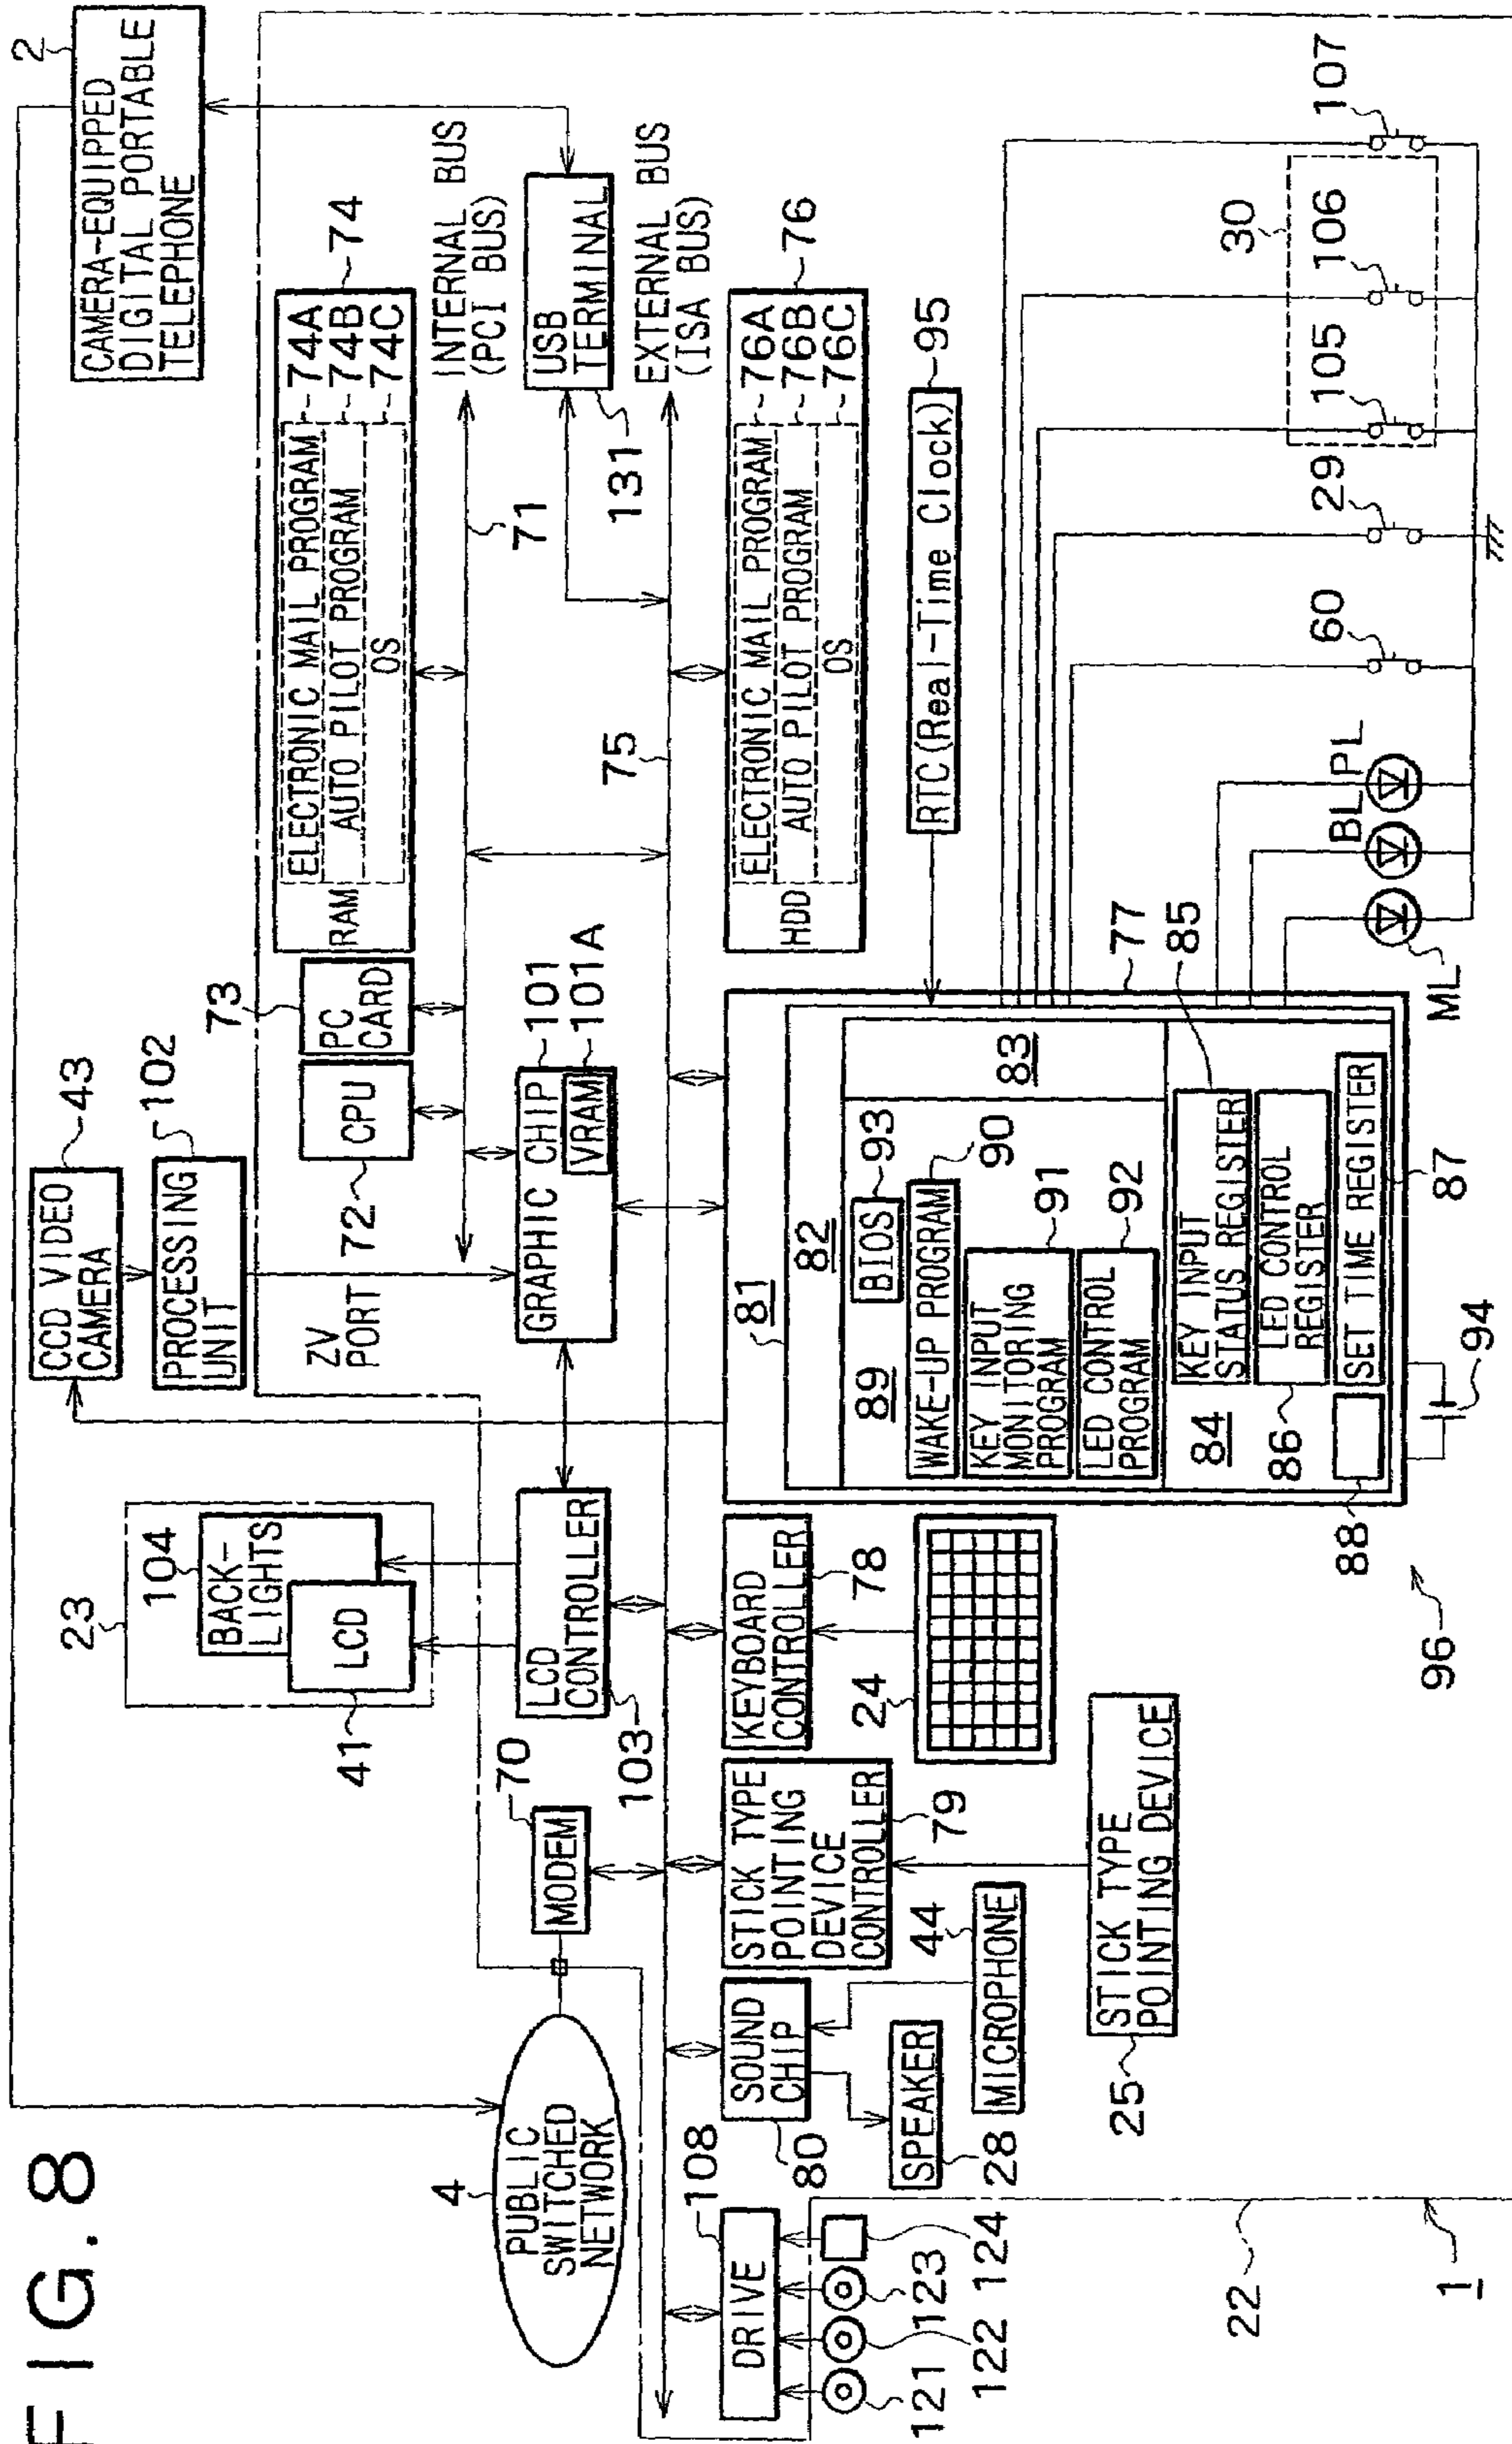 FIG. 8
2
CAMERA-EQUIPPED
DIGITAL PORTABLE
TELEPHONE
4
PUBLIC
SWITCHED
NETWORK
23
104
BACK-
LIGHTS
LCD
41
43
CCD VIDEO
CAMERA
102
PROCESSING
UNIT
ZV
PORT
73
PC
CARD
72
CPU
RAM
ELECTRONIC MAIL PROGRAM
AUTO PILOT PROGRAM
OS
74A
74B
74C
74
INTERNAL BUS
(PCI BUS)
71
70
MODEM
LCD
CONTROLLER
103
GRAPHIC CHIP
VRAM
101
101A
USB
TERMINAL
131
75
EXTERNAL BUS
(ISA BUS)
108
DRIVE
121
122
123
124
SOUND
CHIP
80
SPEAKER
28
MICROPHONE
44
STICK TYPE
POINTING
DEVICE
CONTROLLER
79
STICK TYPE
POINTING DEVICE
25
KEYBOARD
CONTROLLER
78
24
81
82
83
89
BIOS
93
WAKE-UP PROGRAM
90
KEY INPUT
MONITORING
PROGRAM
91
LED CONTROL
PROGRAM
92
84
KEY INPUT
STATUS REGISTER
85
LED CONTROL
REGISTER
86
SET TIME REGISTER
87
88
77
94
96
HDD
ELECTRONIC MAIL PROGRAM
AUTO PILOT PROGRAM
OS
76A
76B
76C
76
RTC(Real-Time Clock)
95
ML
BL
PL
60
29
30
105
106
107
22
1